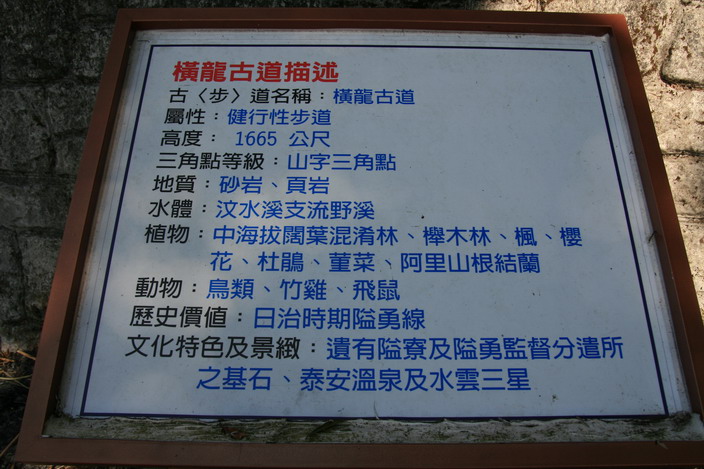 橫龍古道描述
古〈步〉道名稱：橫龍古道
屬性：健行性步道
高度： 1665 公尺
三角點等級：山字三角點
地質：砂岩、頁岩
水體：汶水溪支流野溪
植物：中海拔闊葉混淆林、櫸木林、楓、櫻
花、杜鵑、菫菜、阿里山根結蘭
動物：鳥類、竹雞、飛鼠
歷史價值：日治時期隘勇線
文化特色及景緻：遺有隘寮及隘勇監督分遣所
之基石、泰安溫泉及水雲三星